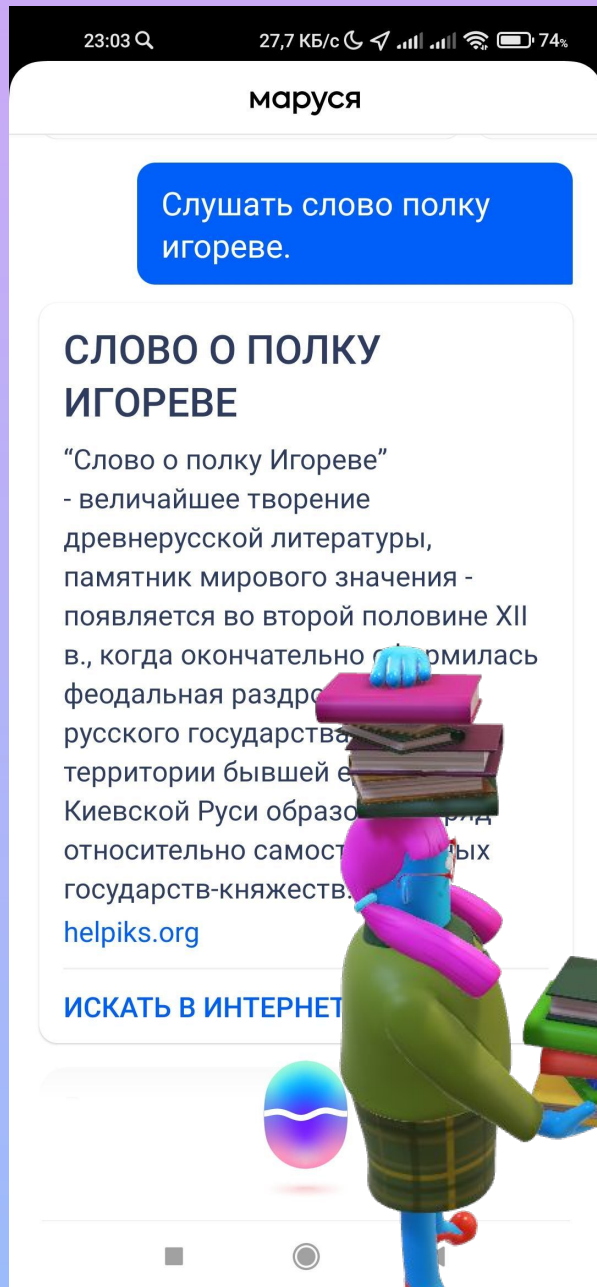 23:03 27,7 КБ/с 74%
маруся
Слушать слово полку
игореве.
СЛОВО О ПОЛКУ
ИГОРЕВЕ
“Слово о полку Игореве”
- величайшее творение
древнерусской литературы,
памятник мирового значения -
появляется во второй половине XII
в., когда окончательно
феодальная
русского государства
территории бывшей
Киевской Руси
относительно
государств-княжеств.
helpiks.org
ИСКАТЬ В ИНТЕРНЕТ